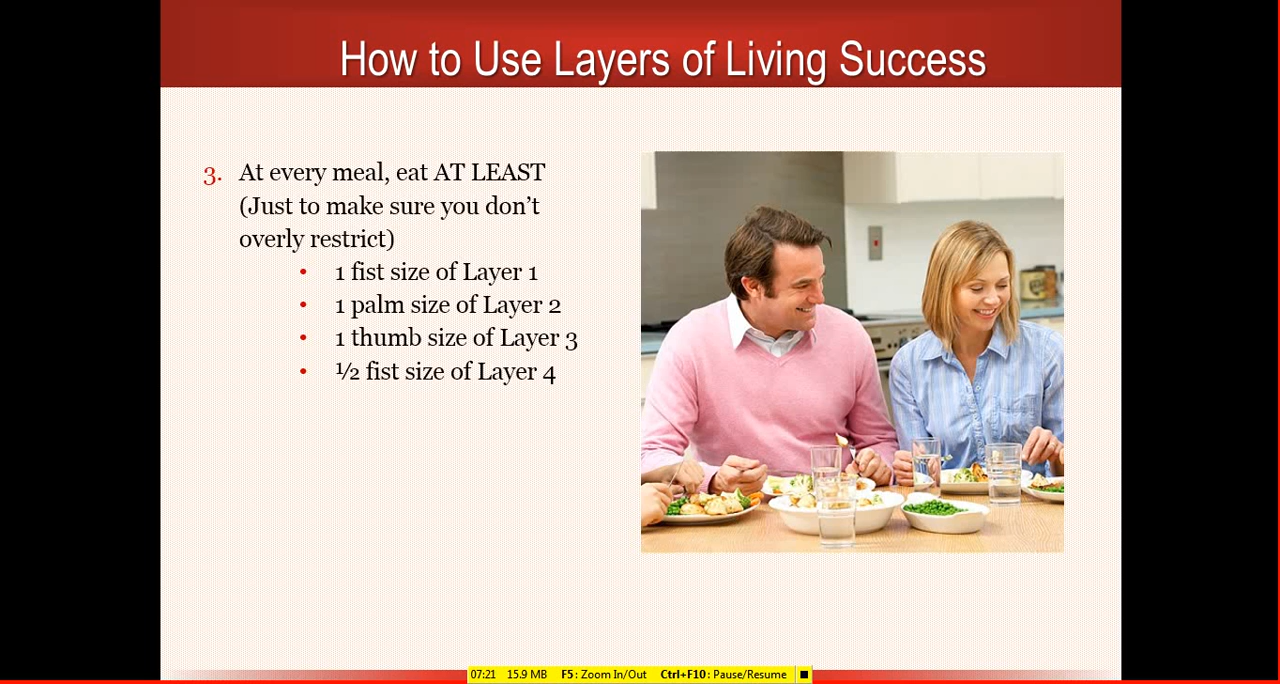 How to Use Layers of Living Success
3. At every meal, eat AT LEAST
(Just to make sure you don’t
overly restrict)
• 1 fist size of Layer 1
• 1 palm size of Layer 2
• 1 thumb size of Layer 3
• ½ fist size of Layer 4
07:21 15.9 MB F5: Zoom In/Out Ctrl+F10: Pause/Resume